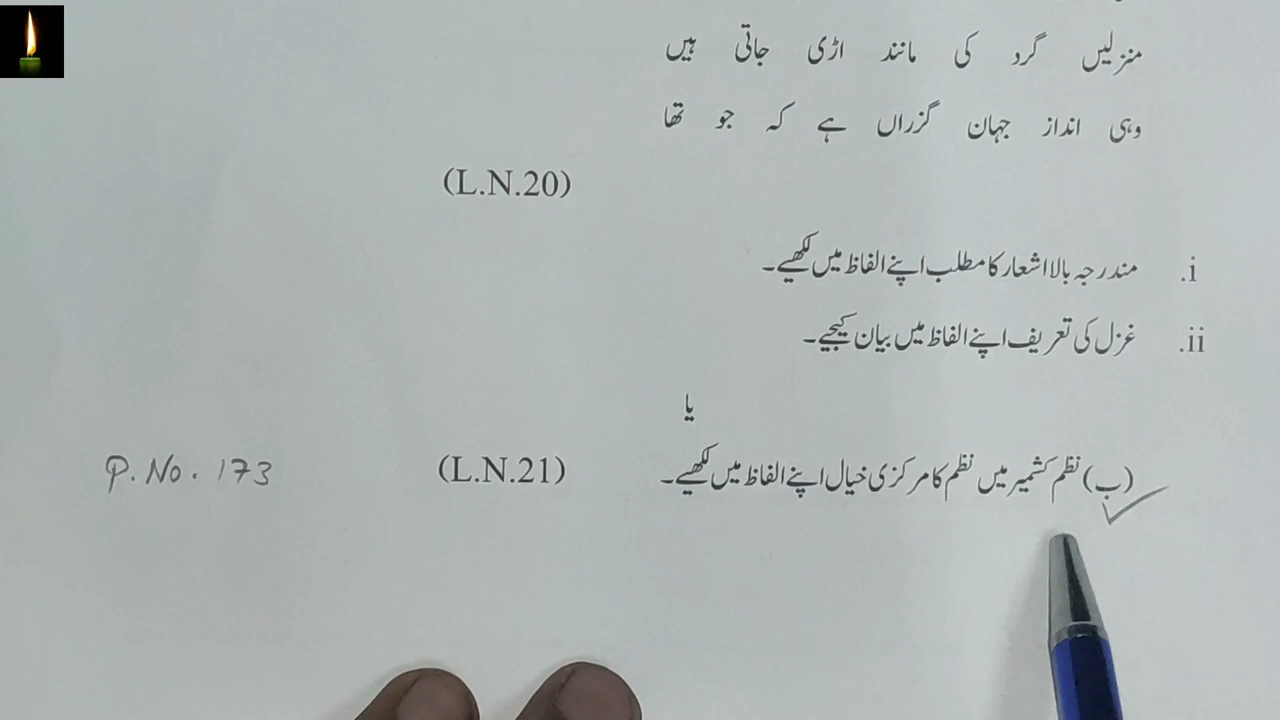 منزلیں گرد کی مانند اڑی جاتی ہیں
وہی انداز جہان گزراں ہے کہ جو تھا
(L.N.20)
i. مندرجہ بالا اشعار کا مطلب اپنے الفاظ میں لکھیے۔
ii. غزل کی تعریف اپنے الفاظ میں بیان کیجیے۔
یا
(ب) نظم کشمیر میں نظم کا مرکزی خیال اپنے الفاظ میں لکھیے۔ (L.N.21) P.No. 173